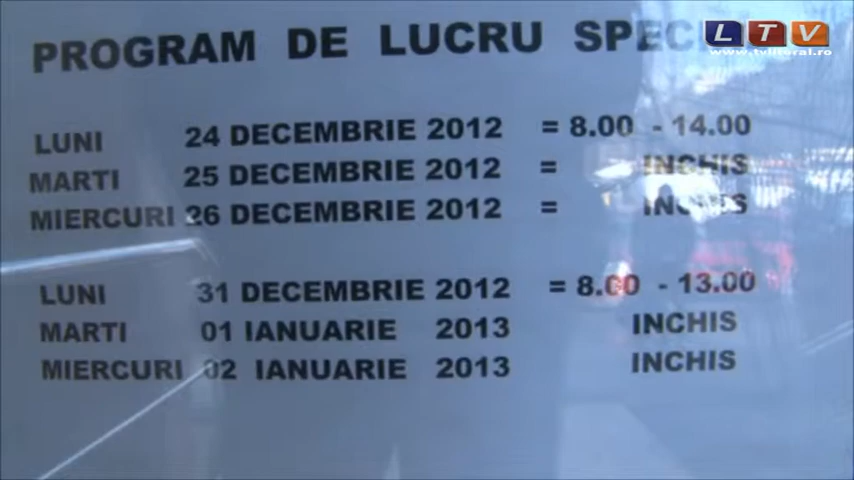 PROGRAM DE LUCRU SPEC
LTV
www.tvlitoral.ro
LUNI 24 DECEMBRIE 2012 = 8.00 - 14.00
MARTI 25 DECEMBRIE 2012 = INCHIS
MIERCURI 26 DECEMBRIE 2012 = INCHIS
LUNI 31 DECEMBRIE 2012 = 8.00 - 13.00
MARTI 01 IANUARIE 2013 INCHIS
MIERCURI 02 IANUARIE 2013 INCHIS